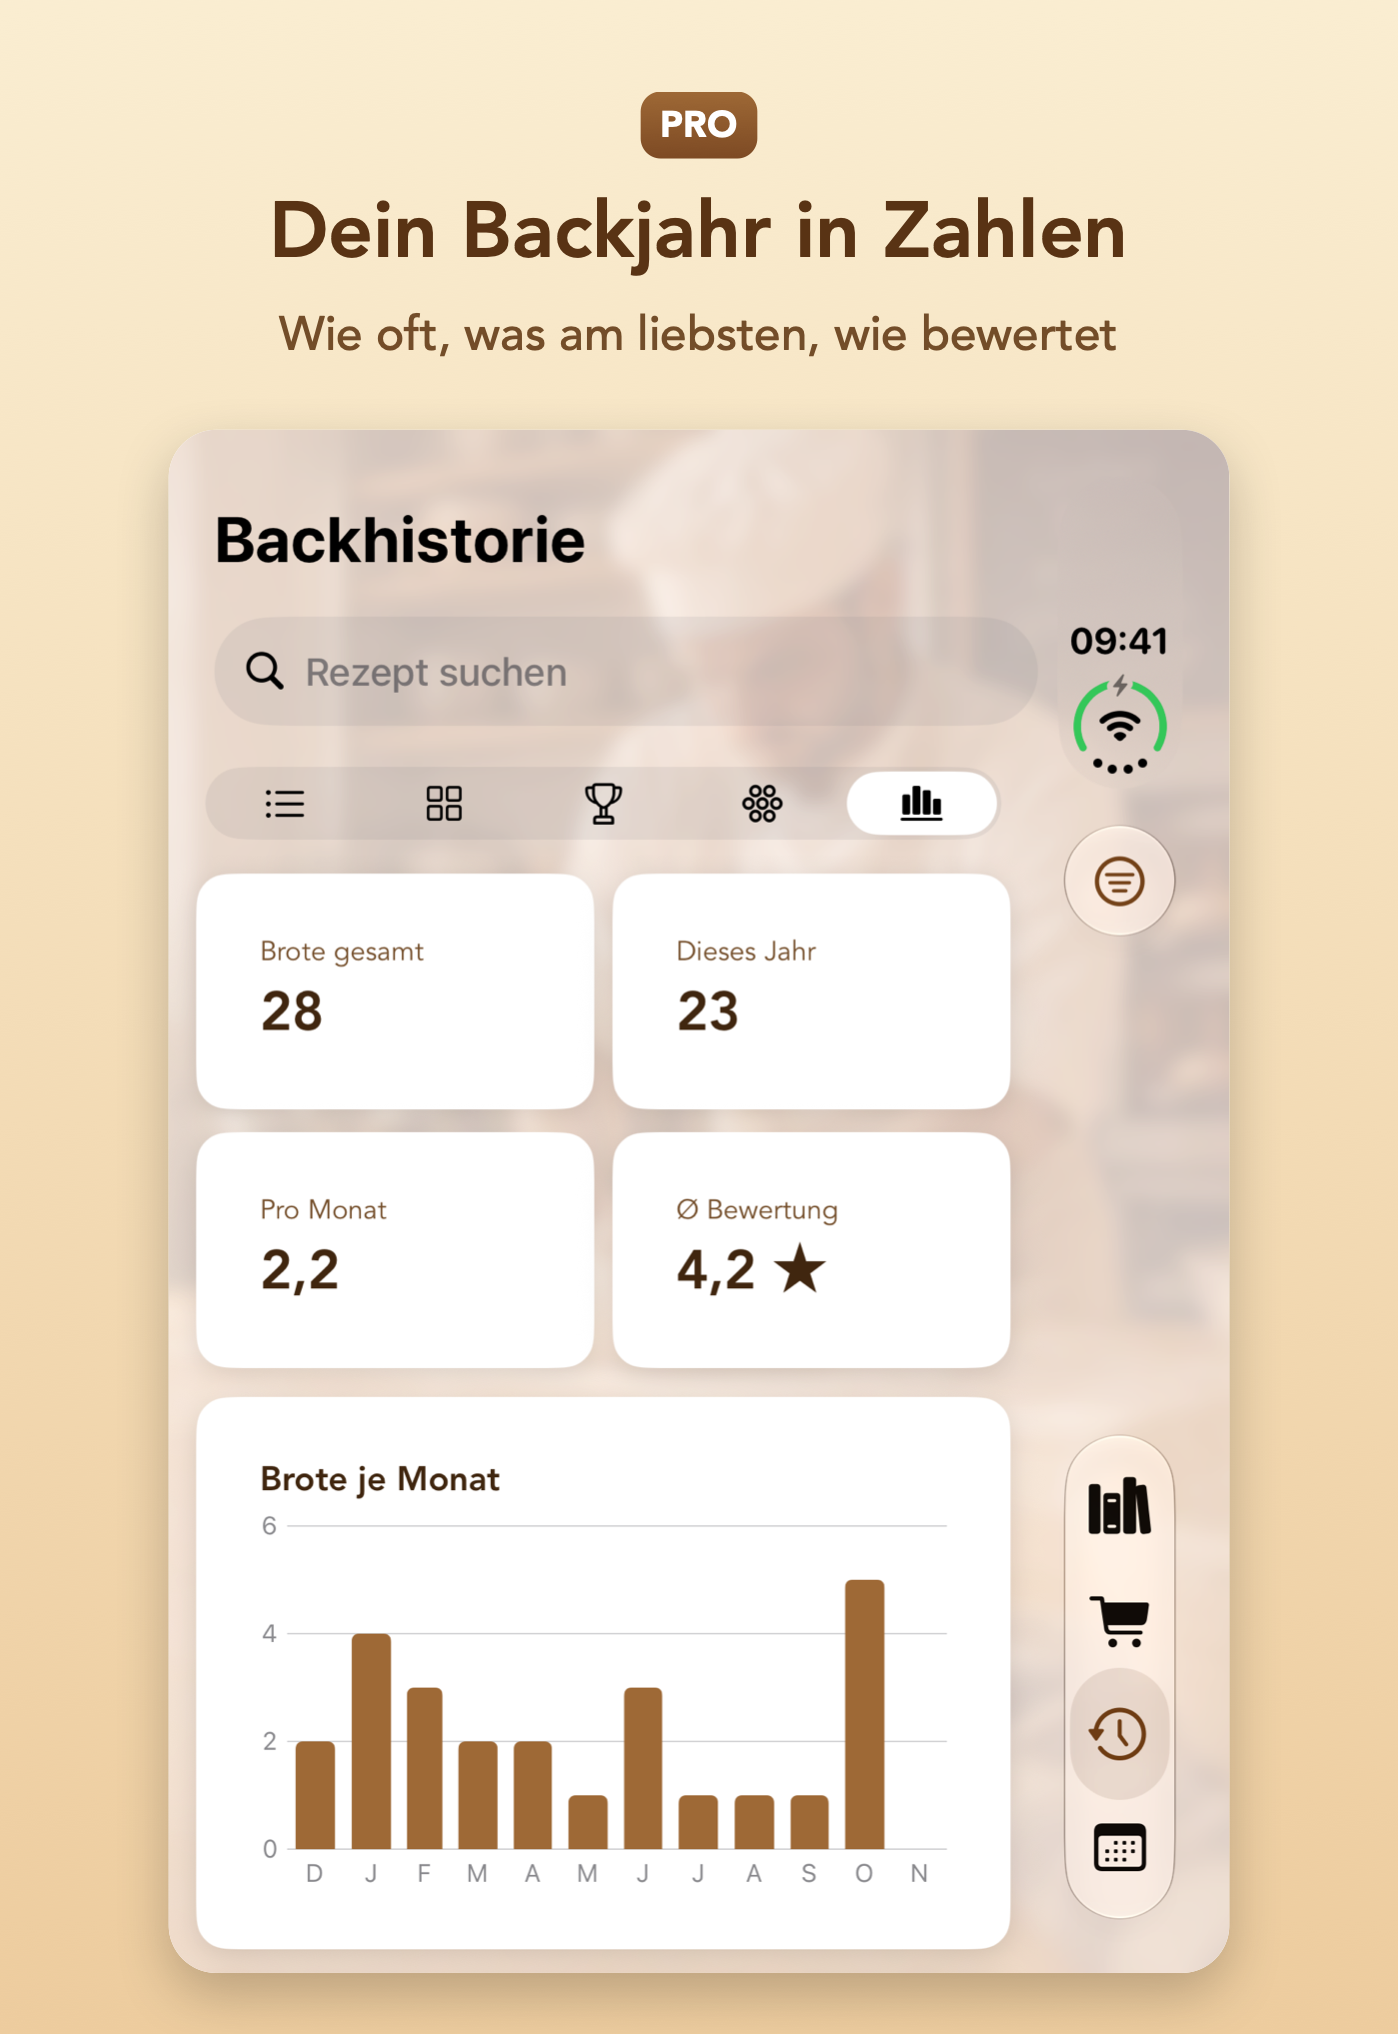 PRO
Dein Backjahr in Zahlen
Wie oft, was am liebsten, wie bewertet
Backhistorie
Rezept suchen
09:41
Brote gesamt
28
Dieses Jahr
23
Pro Monat
2,2
Ø Bewertung
4,2 ★
Brote je Monat
6
4
2
0
D J F M A M J J A S O N